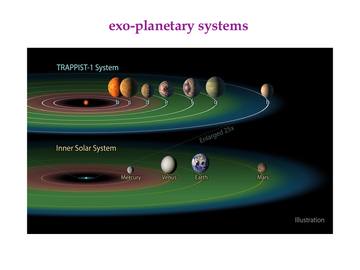 exo-planetary systems
TRAPPIST-1 System
Enlarged 25x
Inner Solar System
Mercury Venus Earth Mars
Illustration